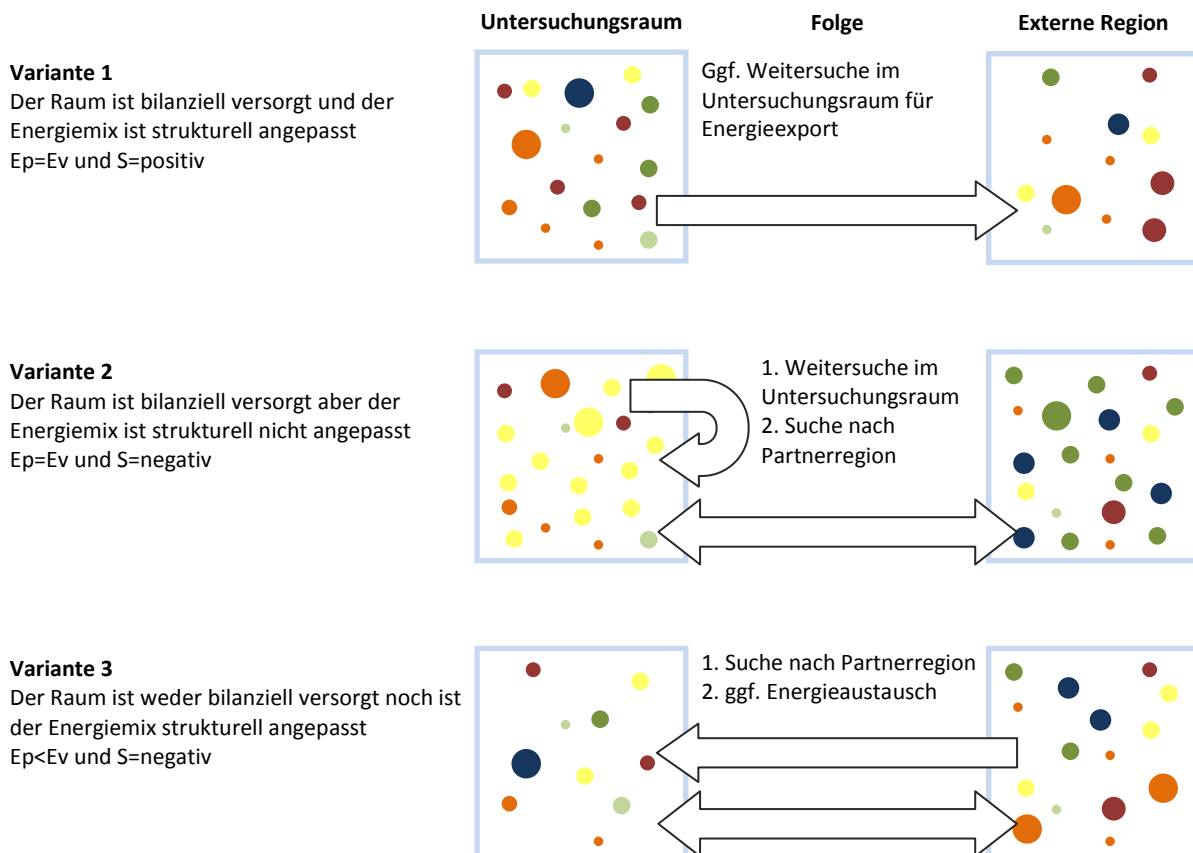 Untersuchungsraum
Folge
Externe Region
Variante 1
Der Raum ist bilanziell versorgt und der
Energiemix ist strukturell angepasst
Ep=Ev und S=positiv
Ggf. Weitersuche im
Untersuchungsraum für
Energieexport
Variante 2
Der Raum ist bilanziell versorgt aber der
Energiemix ist strukturell nicht angepasst
Ep=Ev und S=negativ
1. Weitersuche im
Untersuchungsraum
2. Suche nach
Partnerregion
Variante 3
Der Raum ist weder bilanziell versorgt noch ist
der Energiemix strukturell angepasst
Ep<Ev und S=negativ
1. Suche nach Partnerregion
2. ggf. Energieaustausch